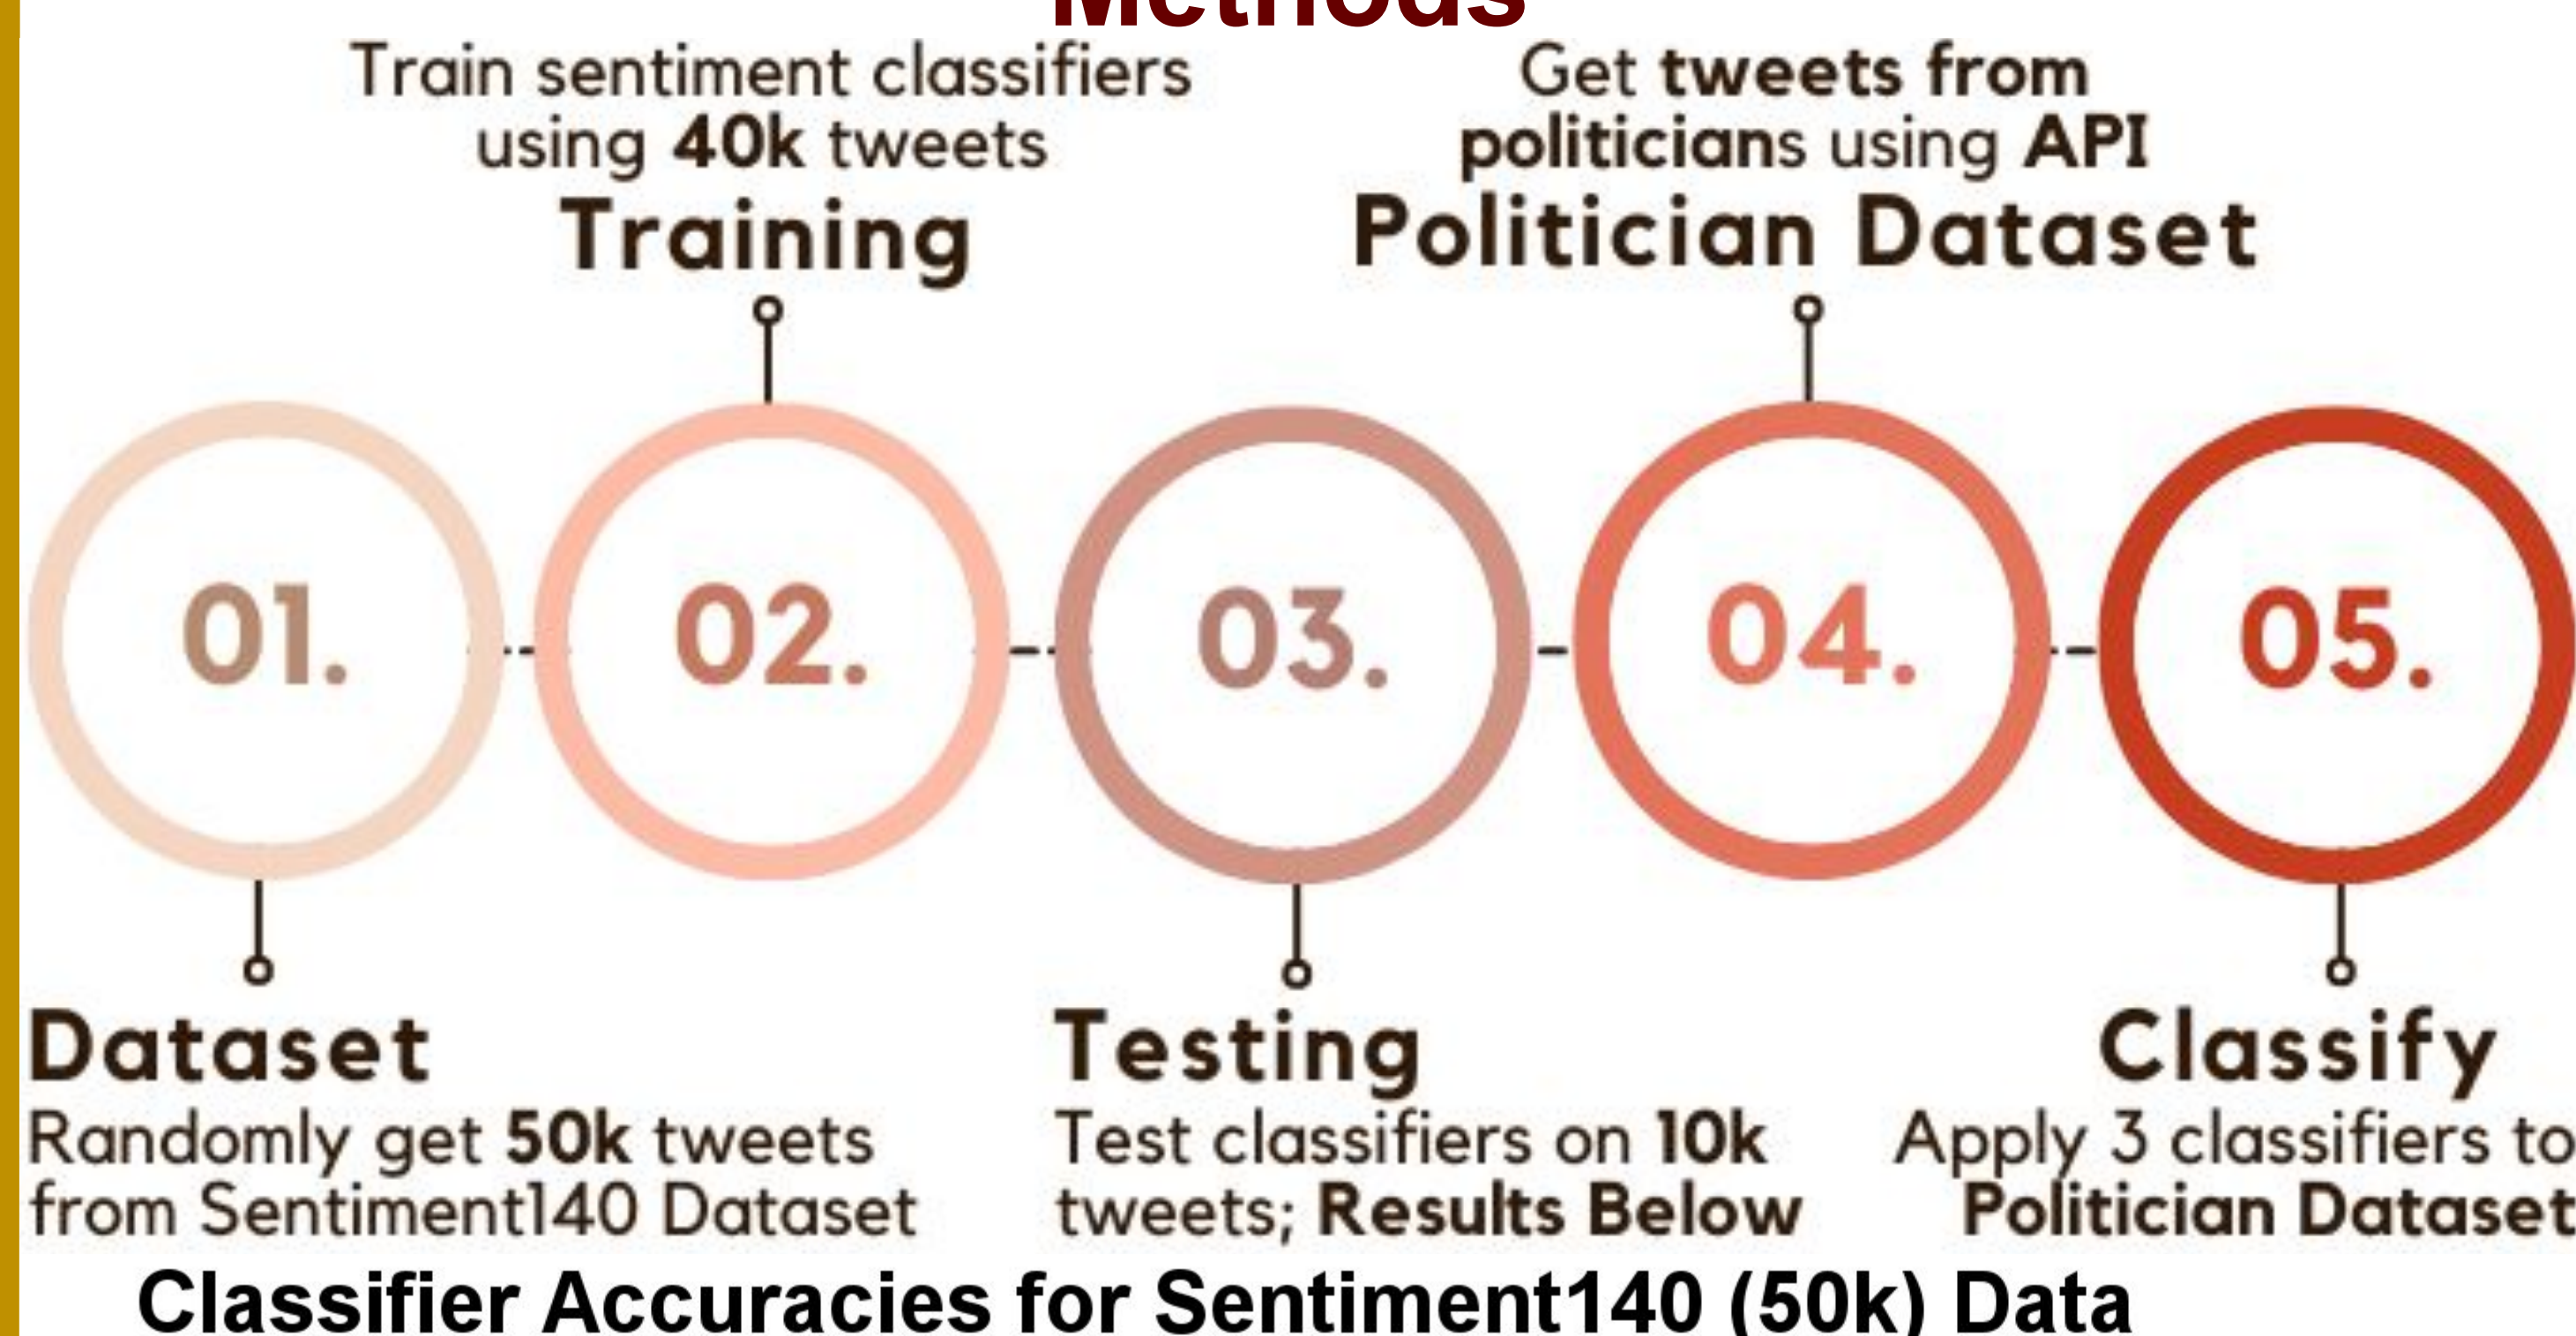 Methods
Train sentiment classifiers
using 40k tweets
Training
Get tweets from
politicians using API
Politician Dataset
01.
02.
03.
04.
05.
Dataset
Randomly get 50k tweets
from Sentiment140 Dataset
Testing
Test classifiers on 10k
tweets; Results Below
Classify
Apply 3 classifiers to
Politician Dataset
Classifier Accuracies for Sentiment140 (50k) Data